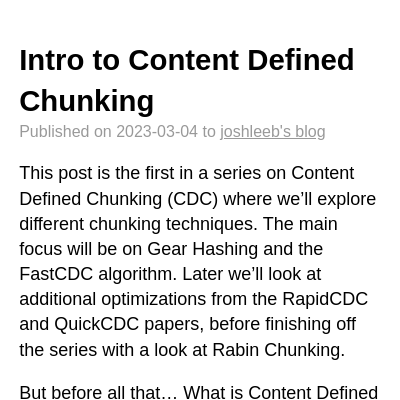 Intro to Content Defined
Chunking
Published on 2023-03-04 to joshleeb's blog
This post is the first in a series on Content
Defined Chunking (CDC) where we’ll explore
different chunking techniques. The main
focus will be on Gear Hashing and the
FastCDC algorithm. Later we’ll look at
additional optimizations from the RapidCDC
and QuickCDC papers, before finishing off
the series with a look at Rabin Chunking.
But before all that… What is Content Defined